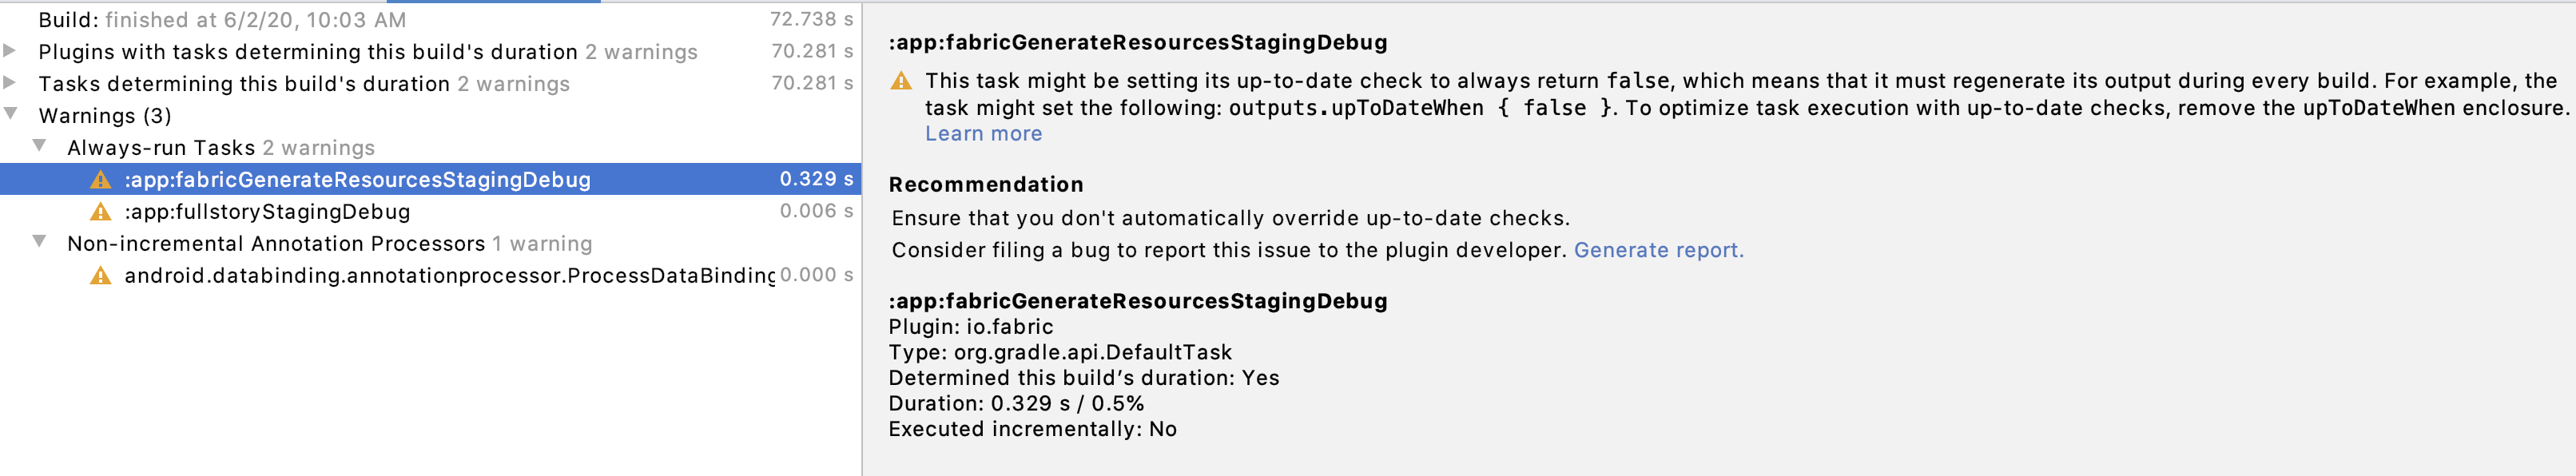 Build: finished at 6/2/20, 10:03 AM 72.738 s
Plugins with tasks determining this build's duration 2 warnings 70.281 s
Tasks determining this build's duration 2 warnings 70.281 s
Warnings (3)
Always-run Tasks 2 warnings
:app:fabricGenerateResourcesStagingDebug 0.329 s
:app:fullstoryStagingDebug 0.006 s
Non-incremental Annotation Processors 1 warning
android.databinding.annotationprocessor.ProcessDataBinding 0.000 s
:app:fabricGenerateResourcesStagingDebug
This task might be setting its up-to-date check to always return false, which means that it must regenerate its output during every build. For example, the
task might set the following: outputs.upToDateWhen { false }. To optimize task execution with up-to-date checks, remove the upToDateWhen enclosure.
Learn more
Recommendation
Ensure that you don't automatically override up-to-date checks.
Consider filing a bug to report this issue to the plugin developer. Generate report.
:app:fabricGenerateResourcesStagingDebug
Plugin: io.fabric
Type: org.gradle.api.DefaultTask
Determined this build’s duration: Yes
Duration: 0.329 s / 0.5%
Executed incrementally: No